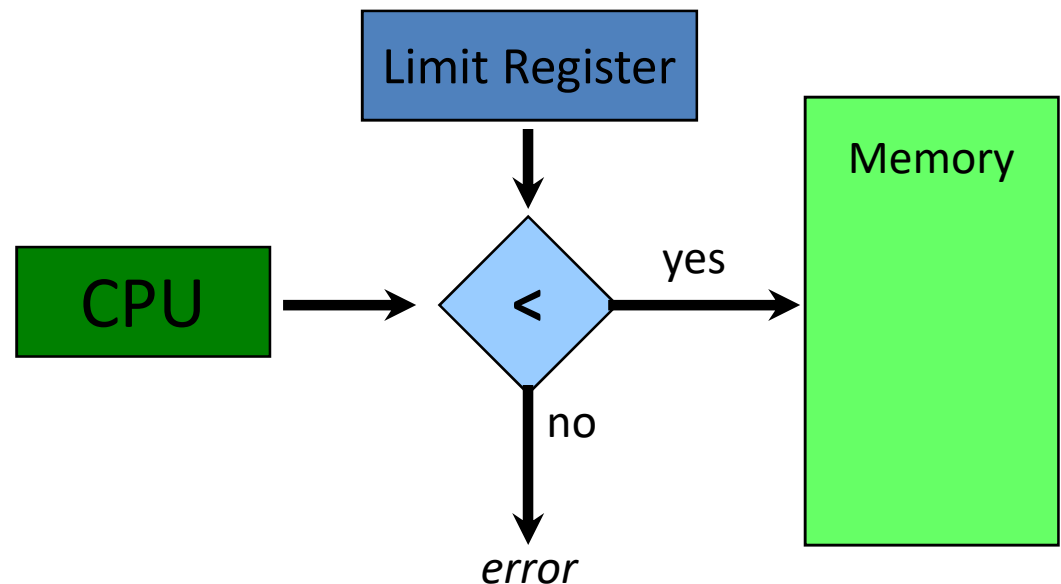 Limit Register
Memory
CPU
<
yes
no
error